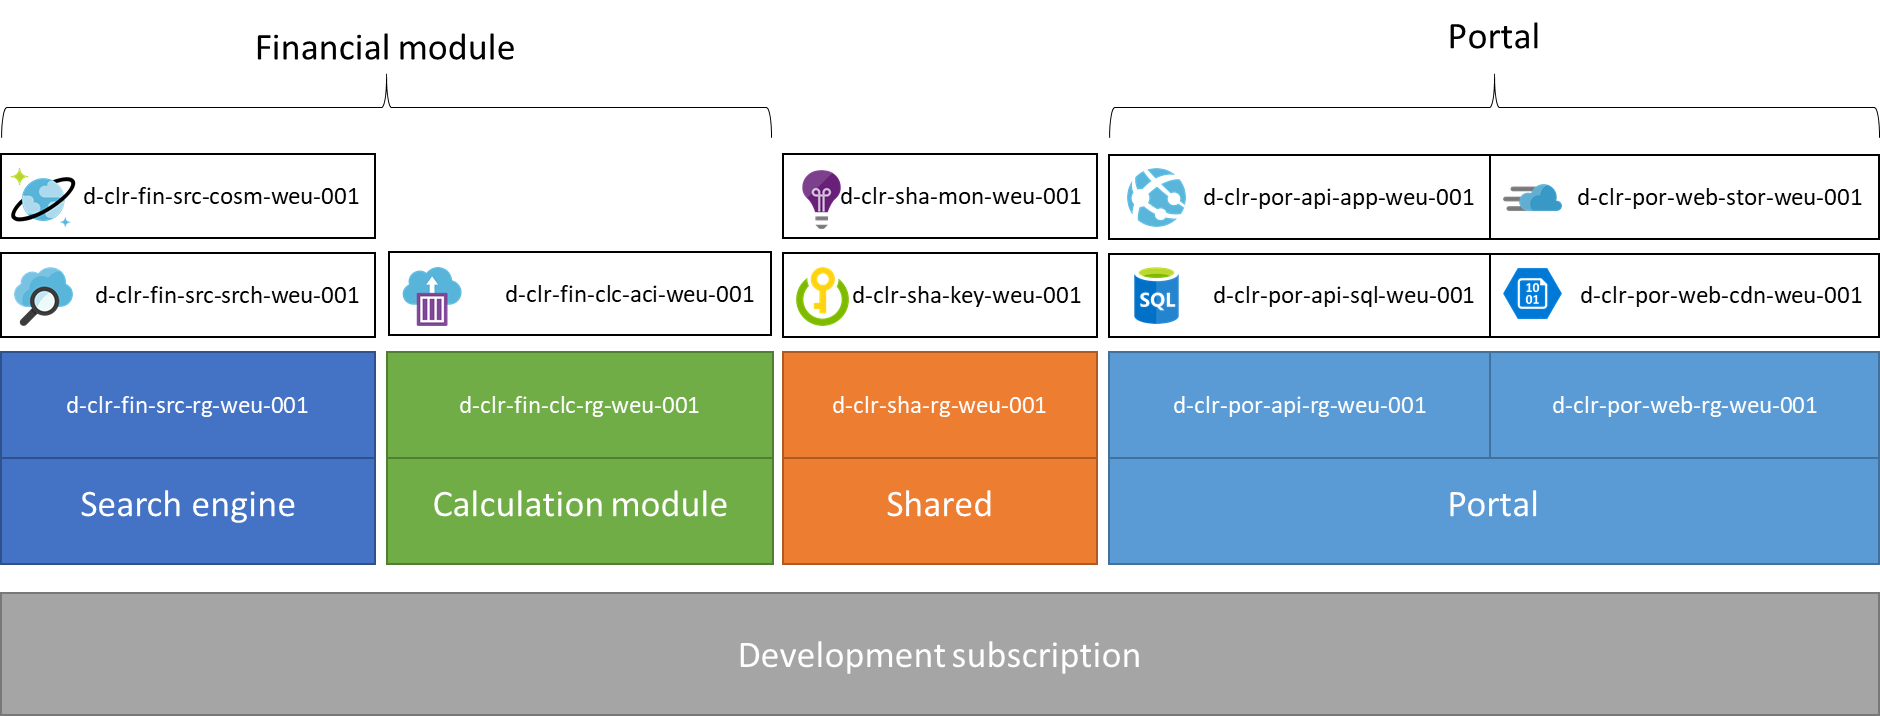 Financial module
Portal
d-clr-fin-src-cosm-weu-001
d-clr-sha-mon-weu-001
d-clr-por-api-app-weu-001
d-clr-por-web-stor-weu-001
d-clr-fin-src-srch-weu-001
d-clr-fin-clc-aci-weu-001
d-clr-sha-key-weu-001
SQL
d-clr-por-api-sql-weu-001
10
01
d-clr-por-web-cdn-weu-001
d-clr-fin-src-rg-weu-001
d-clr-fin-clc-rg-weu-001
d-clr-sha-rg-weu-001
d-clr-por-api-rg-weu-001
d-clr-por-web-rg-weu-001
Search engine
Calculation module
Shared
Portal
Development subscription